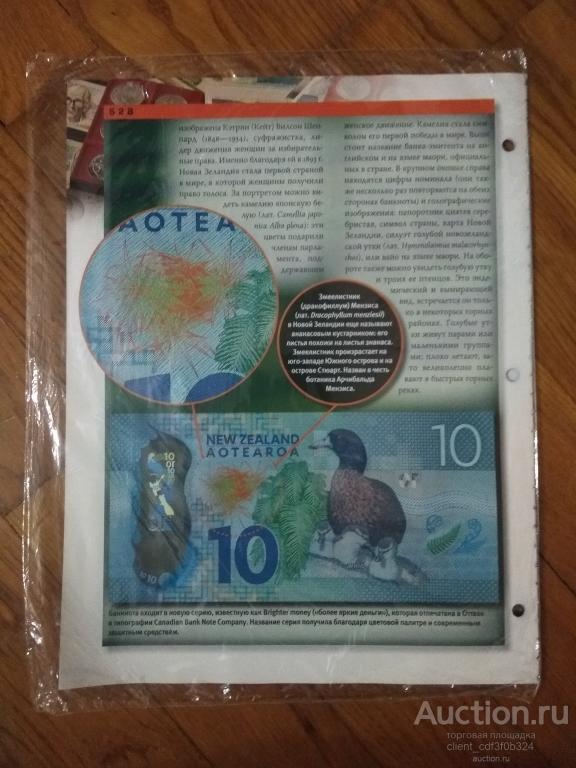 528
изображена Кэтрин (Кейт) Вилсон Шеп-
пард (1848—1934), суфражистка, ли-
дер движения женщин за избиратель-
ные права. Именно благодаря ей в 1893 г.
Новая Зеландия стала первой страной
в мире, в которой женщины получили
право голоса. За портретом можно ви-
деть камелию японскую бе-
лую (лат. Camellia japo-
nica Alba plena): эти
цветы подарили
членам парла-
мента, под-
державшим
женское движение. Камелия стала сим-
волом его первой победы в мире. Выше
стоит название банка-эмитента на ан-
глийском и на языке маори, официаль-
ных в стране. В крупном окошке справа
находятся цифры номинала (они так-
же несколько раз повторяются на обеих
сторонах банкноты) и голографические
изображения: папоротник циатея сере-
бристая, символ страны, карта Новой
Зеландии, силуэт голубой новозеланд-
ской утки (лат. Hymenolaimus malacorhyn-
chos), или вайо на языке маори. На обо-
роте также можно увидеть голубую утку
и троих ее птенцов. Это энде-
мический и вымирающий
вид, встречается он толь-
ко в некоторых горных
районах. Голубые ут-
ки живут парами или
маленькими группа-
ми; плохо летают, за-
то великолепно пла-
вают в быстрых горных
реках.
AOTEA
10
Змеелистник
(дракофиллум) Мензиса
(лат. Dracophyllum menziesii)
в Новой Зеландии еще называют
ананасовым кустарником: его
листья похожи на листья ананаса.
Змеелистник произрастает на
юго-западе Южного острова и на
острове Стюарт. Назван в честь
ботаника Арчибальда
Мензиса.
NEW ZEALAND
AOTEAROA
10
10
10
10
10
Банкнота входит в новую серию, известную как Brighter money («более яркие деньги»), которая отпечатана в Оттаве
в типографии Canadian Bank Note Company. Название серия получила благодаря цветовой палитре и современным
защитным средствам.
Auction.ru
торговая площадка
client_cdf3f0b324
auction.ru